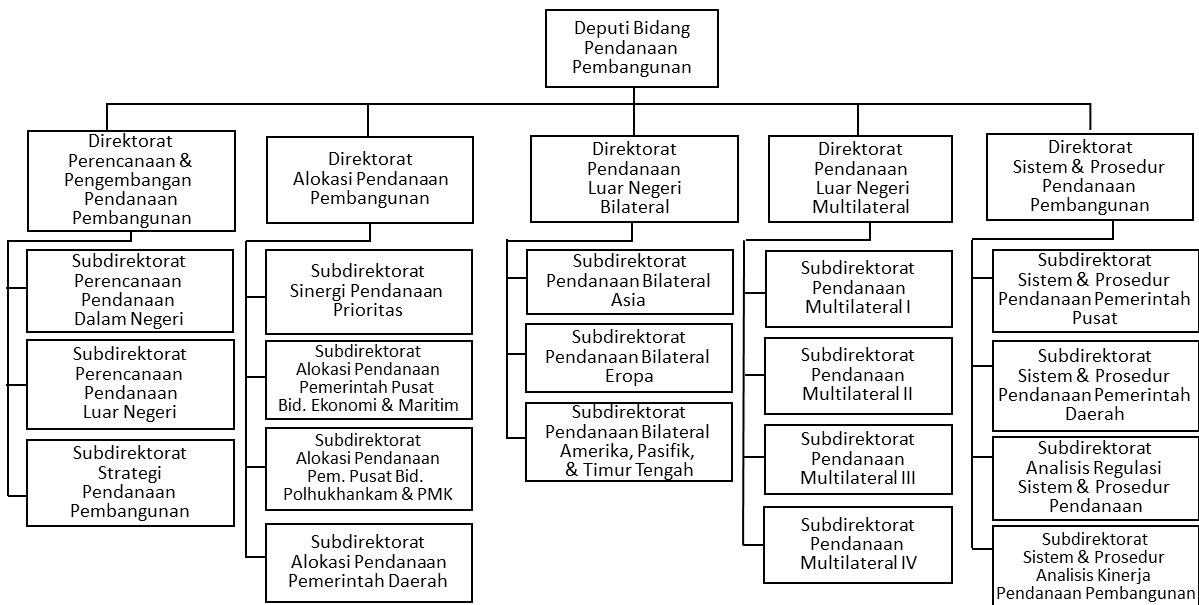 Deputi Bidang
Pendanaan
Pembangunan
Direktorat
Perencanaan &
Pengembangan
Pendanaan
Pembangunan
Subdirektorat
Perencanaan
Pendanaan
Dalam Negeri
Subdirektorat
Perencanaan
Pendanaan
Luar Negeri
Subdirektorat
Strategi
Pendanaan
Pembangunan
Direktorat
Alokasi Pendanaan
Pembangunan
Subdirektorat
Sinergi Pendanaan
Prioritas
Subdirektorat
Alokasi Pendanaan
Pemerintah Pusat
Bid. Ekonomi & Maritim
Subdirektorat
Alokasi Pendanaan
Pem. Pusat Bid.
Polhukhankam & PMK
Subdirektorat
Alokasi Pendanaan
Pemerintah Daerah
Direktorat
Pendanaan
Luar Negeri
Bilateral
Subdirektorat
Pendanaan Bilateral
Asia
Subdirektorat
Pendanaan Bilateral
Eropa
Subdirektorat
Pendanaan Bilateral
Amerika, Pasifik,
& Timur Tengah
Direktorat
Pendanaan
Luar Negeri
Multilateral
Subdirektorat
Pendanaan
Multilateral I
Subdirektorat
Pendanaan
Multilateral II
Subdirektorat
Pendanaan
Multilateral III
Subdirektorat
Pendanaan
Multilateral IV
Direktorat
Sistem & Prosedur
Pendanaan
Pembangunan
Subdirektorat
Sistem & Prosedur
Pendanaan Pemerintah
Pusat
Subdirektorat
Sistem & Prosedur
Pendanaan Pemerintah
Daerah
Subdirektorat
Analisis Regulasi
Sistem & Prosedur
Pendanaan
Subdirektorat
Sistem & Prosedur
Analisis Kinerja
Pendanaan Pembangunan